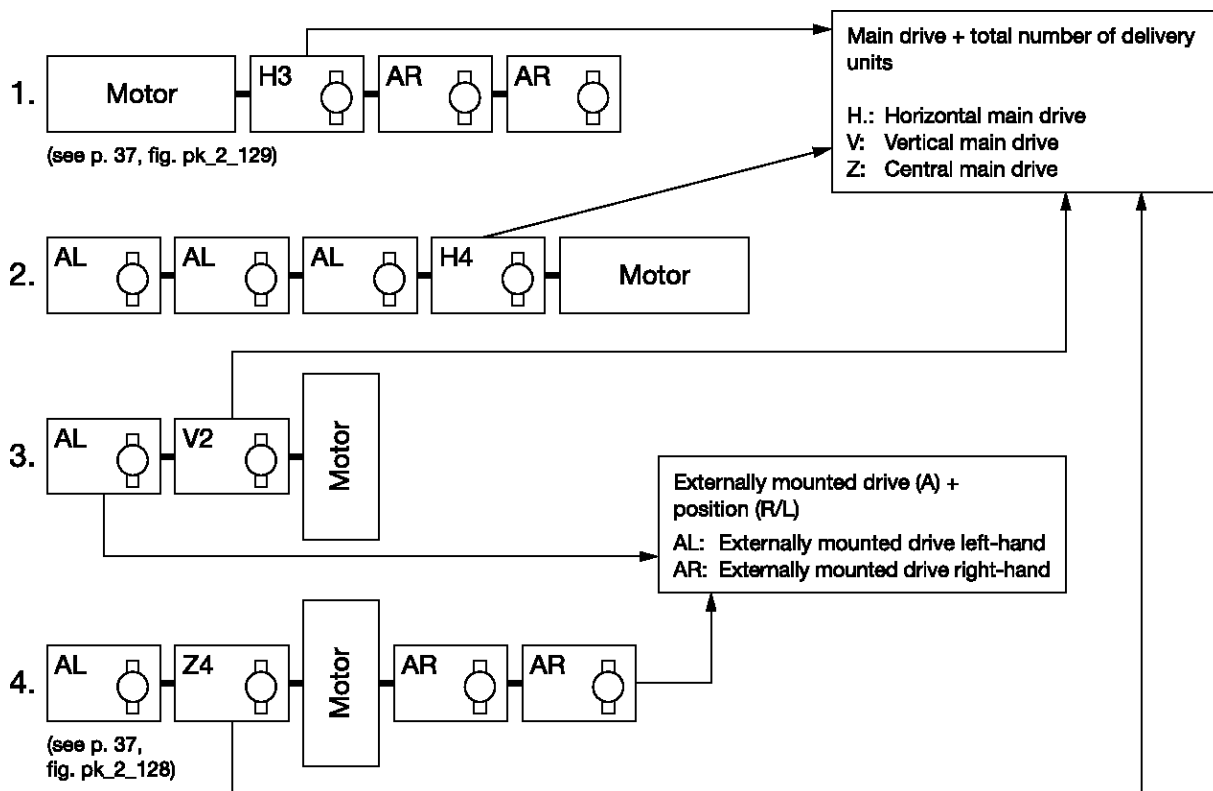 Main drive + total number of delivery
units
H.: Horizontal main drive
V: Vertical main drive
Z: Central main drive
1.
Motor
H3
AR
AR
(see p. 37, fig. pk_2_129)
2.
AL
AL
AL
H4
Motor
3.
AL
V2
Motor
Externally mounted drive (A) +
position (R/L)
AL: Externally mounted drive left-hand
AR: Externally mounted drive right-hand
4.
AL
Z4
Motor
AR
AR
(see p. 37,
fig. pk_2_128)